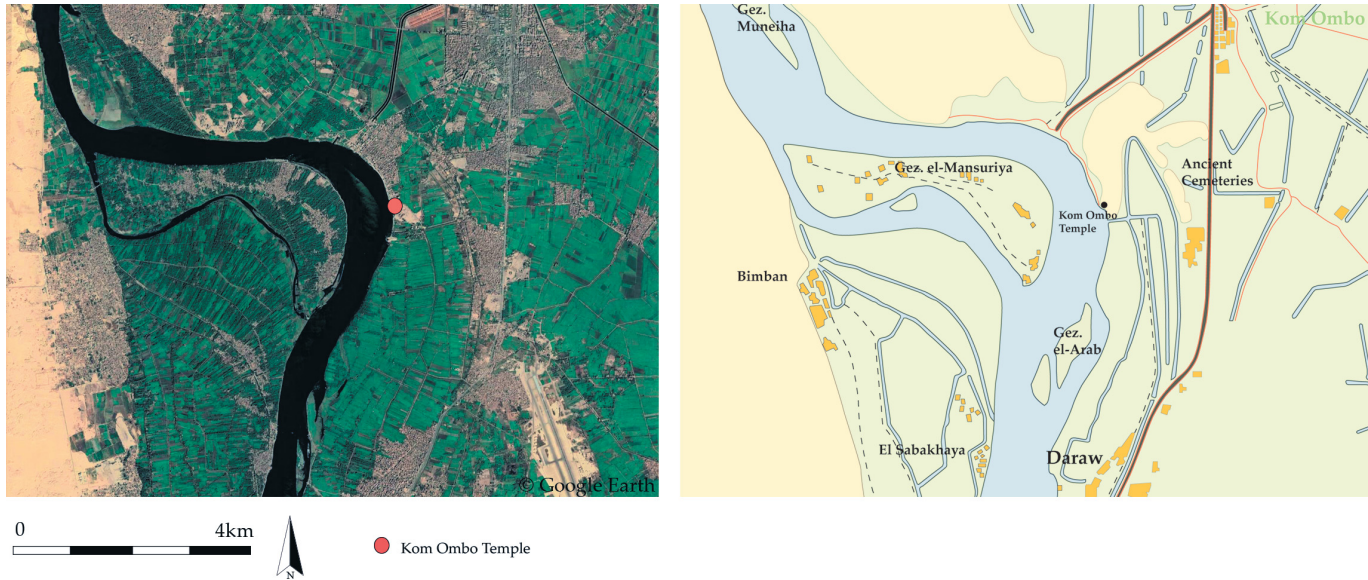 © Google Earth
0
4km
N
Kom Ombo Temple
Gez.
Muneiha
Kom Ombo
Gez. el-Mansuriya
Ancient
Cemeteries
Kom Ombo
Temple
Bimban
Gez.
el-Arab
El Sabakhaya
Daraw